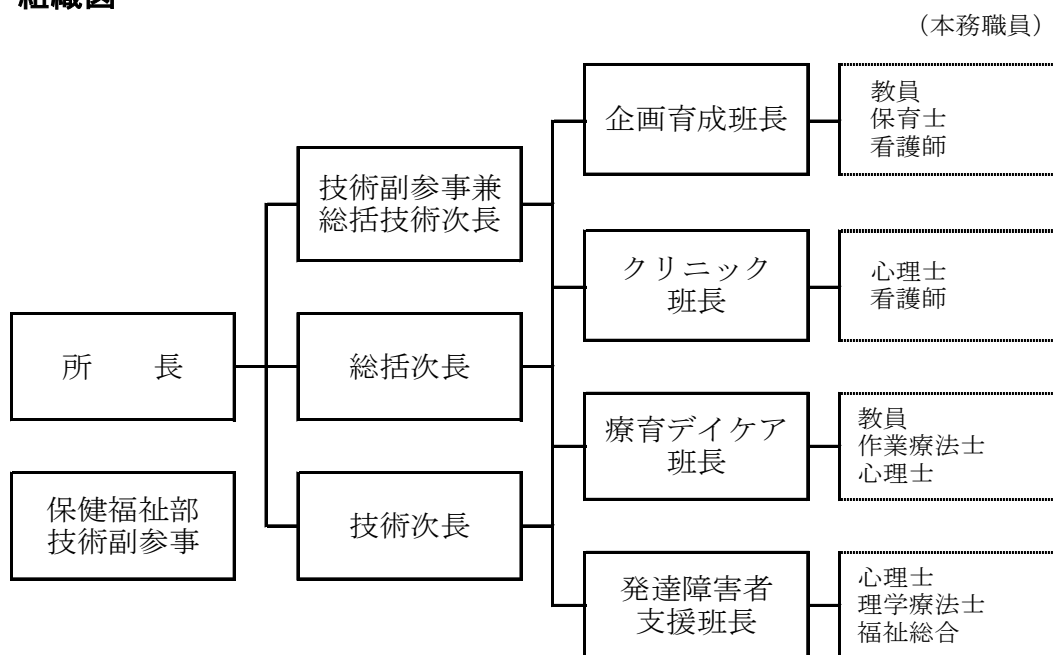 組織図
（本務職員）
企画育成班長
教員
保育士
看護師
技術副参事兼
総括技術次長
クリニック
班長
心理士
看護師
所　　長
総括次長
療育デイケア
班長
教員
作業療法士
心理士
保健福祉部
技術副参事
技術次長
発達障害者
支援班長
心理士
理学療法士
福祉総合